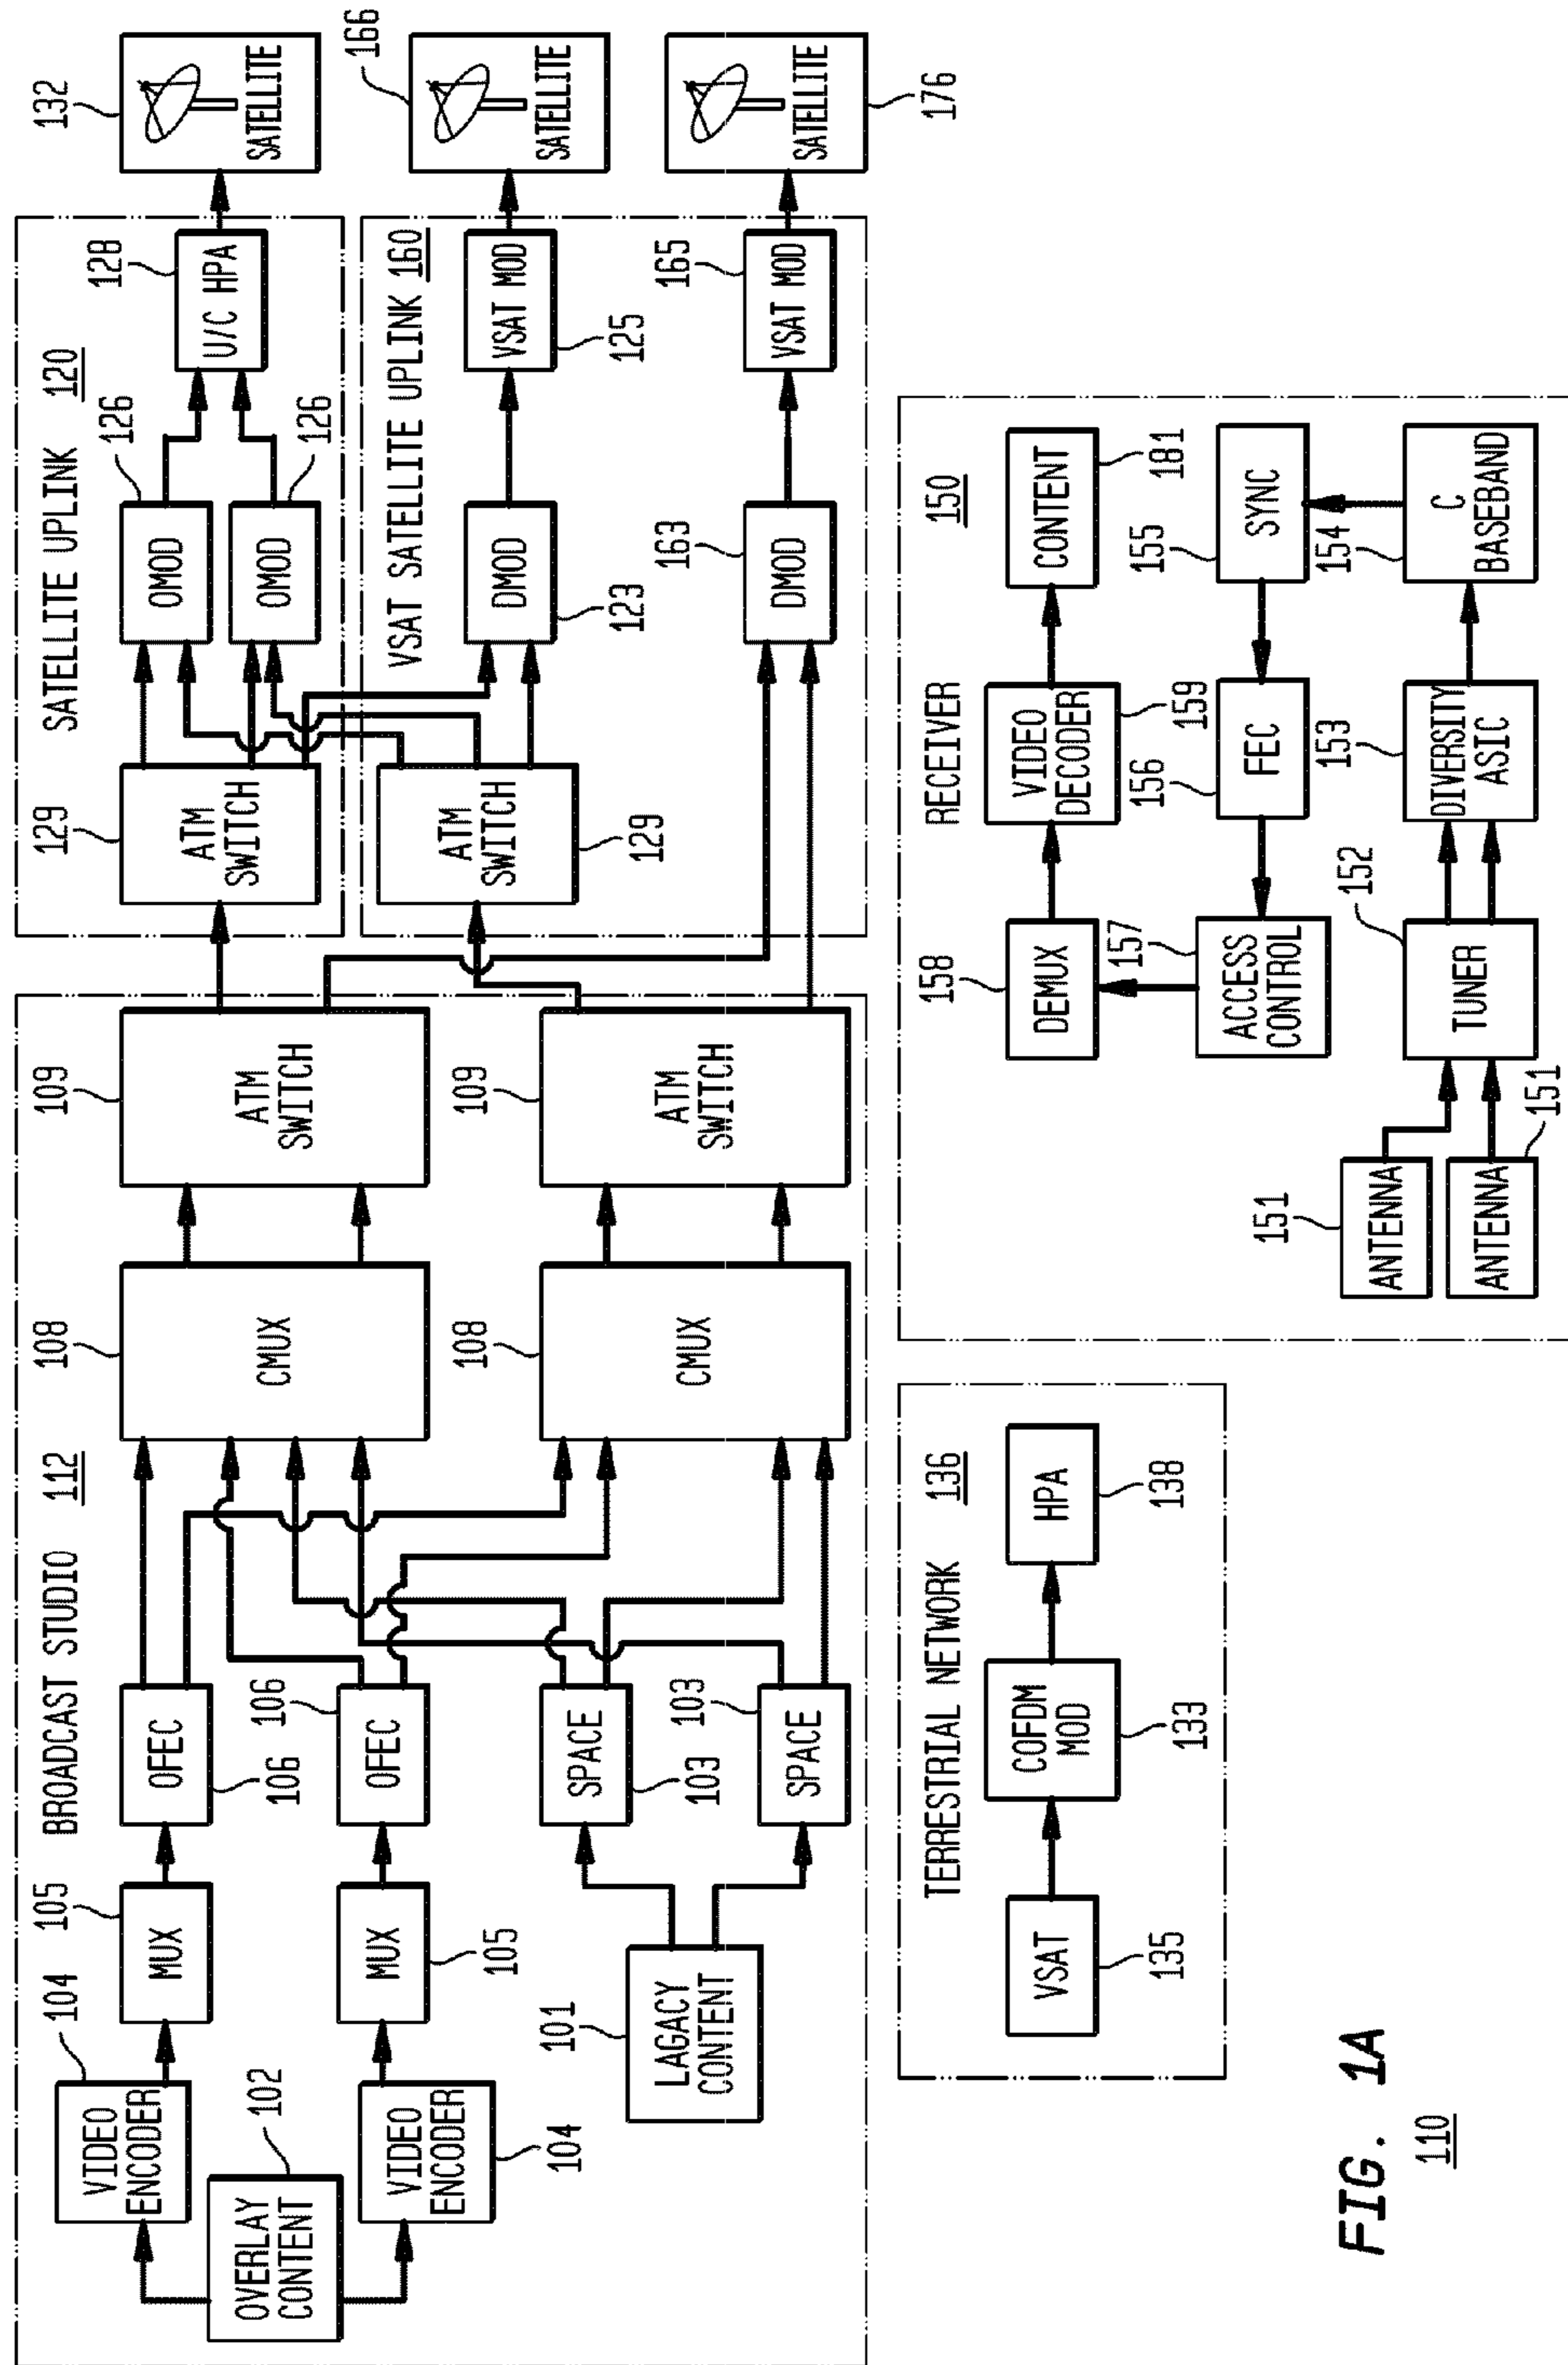 BROADCAST STUDIO 112
104
VIDEO
ENCODER
105
MUX
OFEC
106
102
OVERLAY
CONTENT
VIDEO
ENCODER
104
MUX
105
106
OFEC
101
LAGACY
CONTENT
SPACE
103
103
SPACE
108
CMUX
108
CMUX
109
ATM
SWITCH
109
ATM
SWITCH
SATELLITE UPLINK 120
129
ATM
SWITCH
126
OMOD
OMOD
126
128
U/C HPA
132
SATELLITE
VSAT SATELLITE UPLINK 160
ATM
SWITCH
129
DMOD
123
VSAT MOD
125
166
SATELLITE
163
DMOD
165
VSAT MOD
SATELLITE
176
TERRESTRIAL NETWORK 136
VSAT
135
COFDM
MOD
133
HPA
138
RECEIVER 150
158
DEMUX
VIDEO
DECODER
159
CONTENT
181
157
ACCESS
CONTROL
156
FEC
155
SYNC
151
ANTENNA
ANTENNA
151
152
TUNER
153
DIVERSITY
ASIC
154
C
BASEBAND
FIG. 1A
110